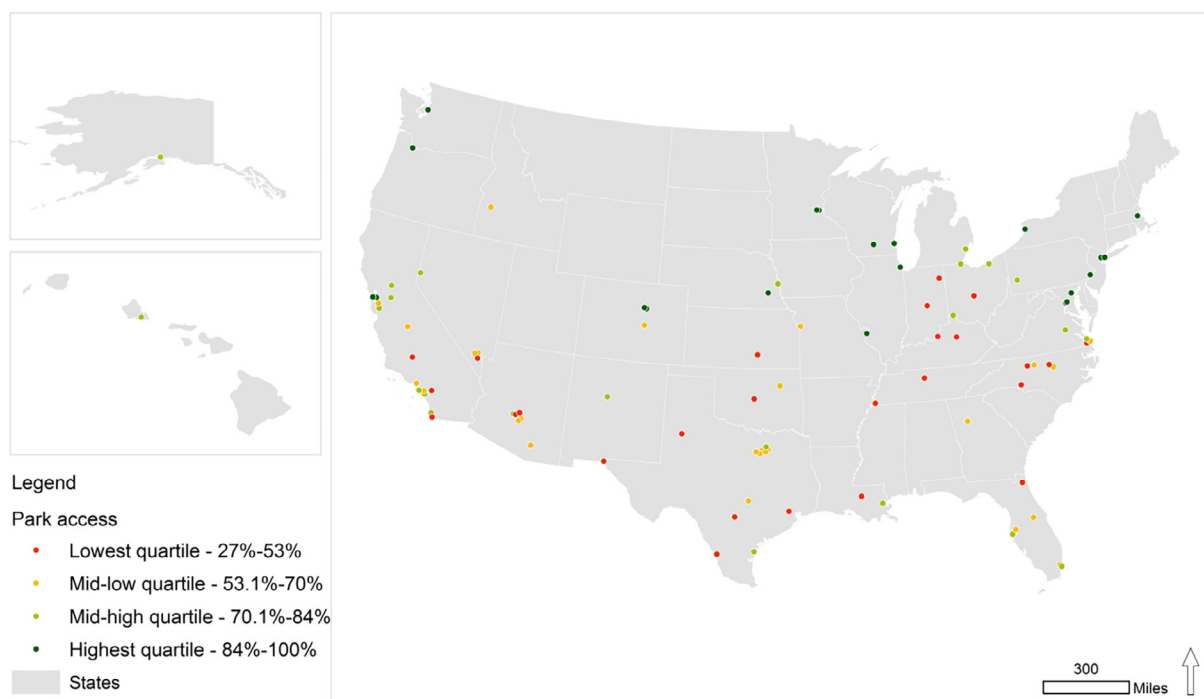 Legend
Park access
Lowest quartile - 27%-53%
Mid-low quartile - 53.1%-70%
Mid-high quartile - 70.1%-84%
Highest quartile - 84%-100%
States
300
Miles